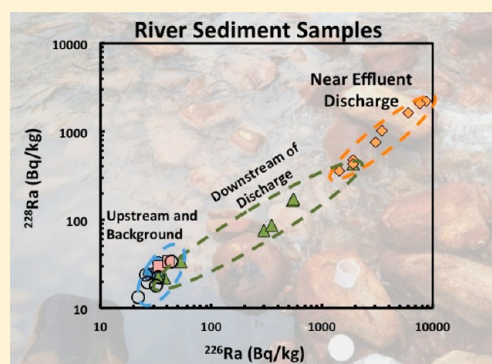 River Sediment Samples
10000
1000
100
10
²²⁸Ra (Bq/kg)
Near Effluent
Discharge
Downstream of
Discharge
Upstream and
Background
10
100
1000
10000
²²⁶Ra (Bq/kg)